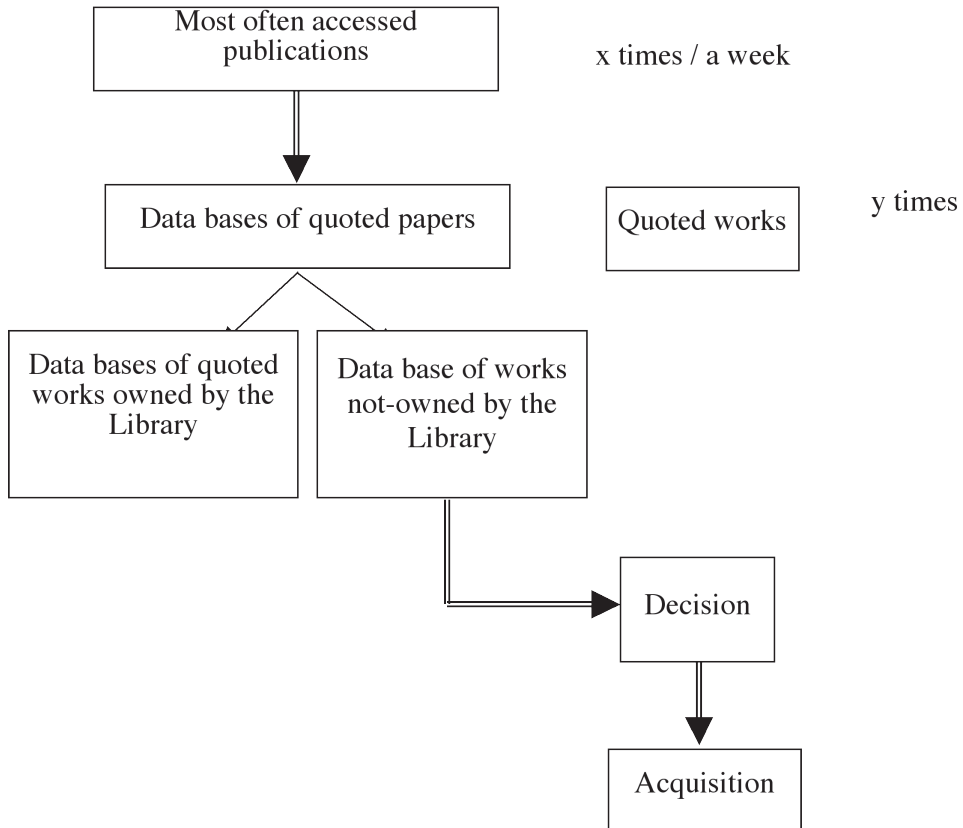 Most often accessed
publications
x times / a week
Data bases of quoted papers
Quoted works
y times
Data bases of quoted
works owned by the
Library
Data base of works
not-owned by the
Library
Decision
Acquisition